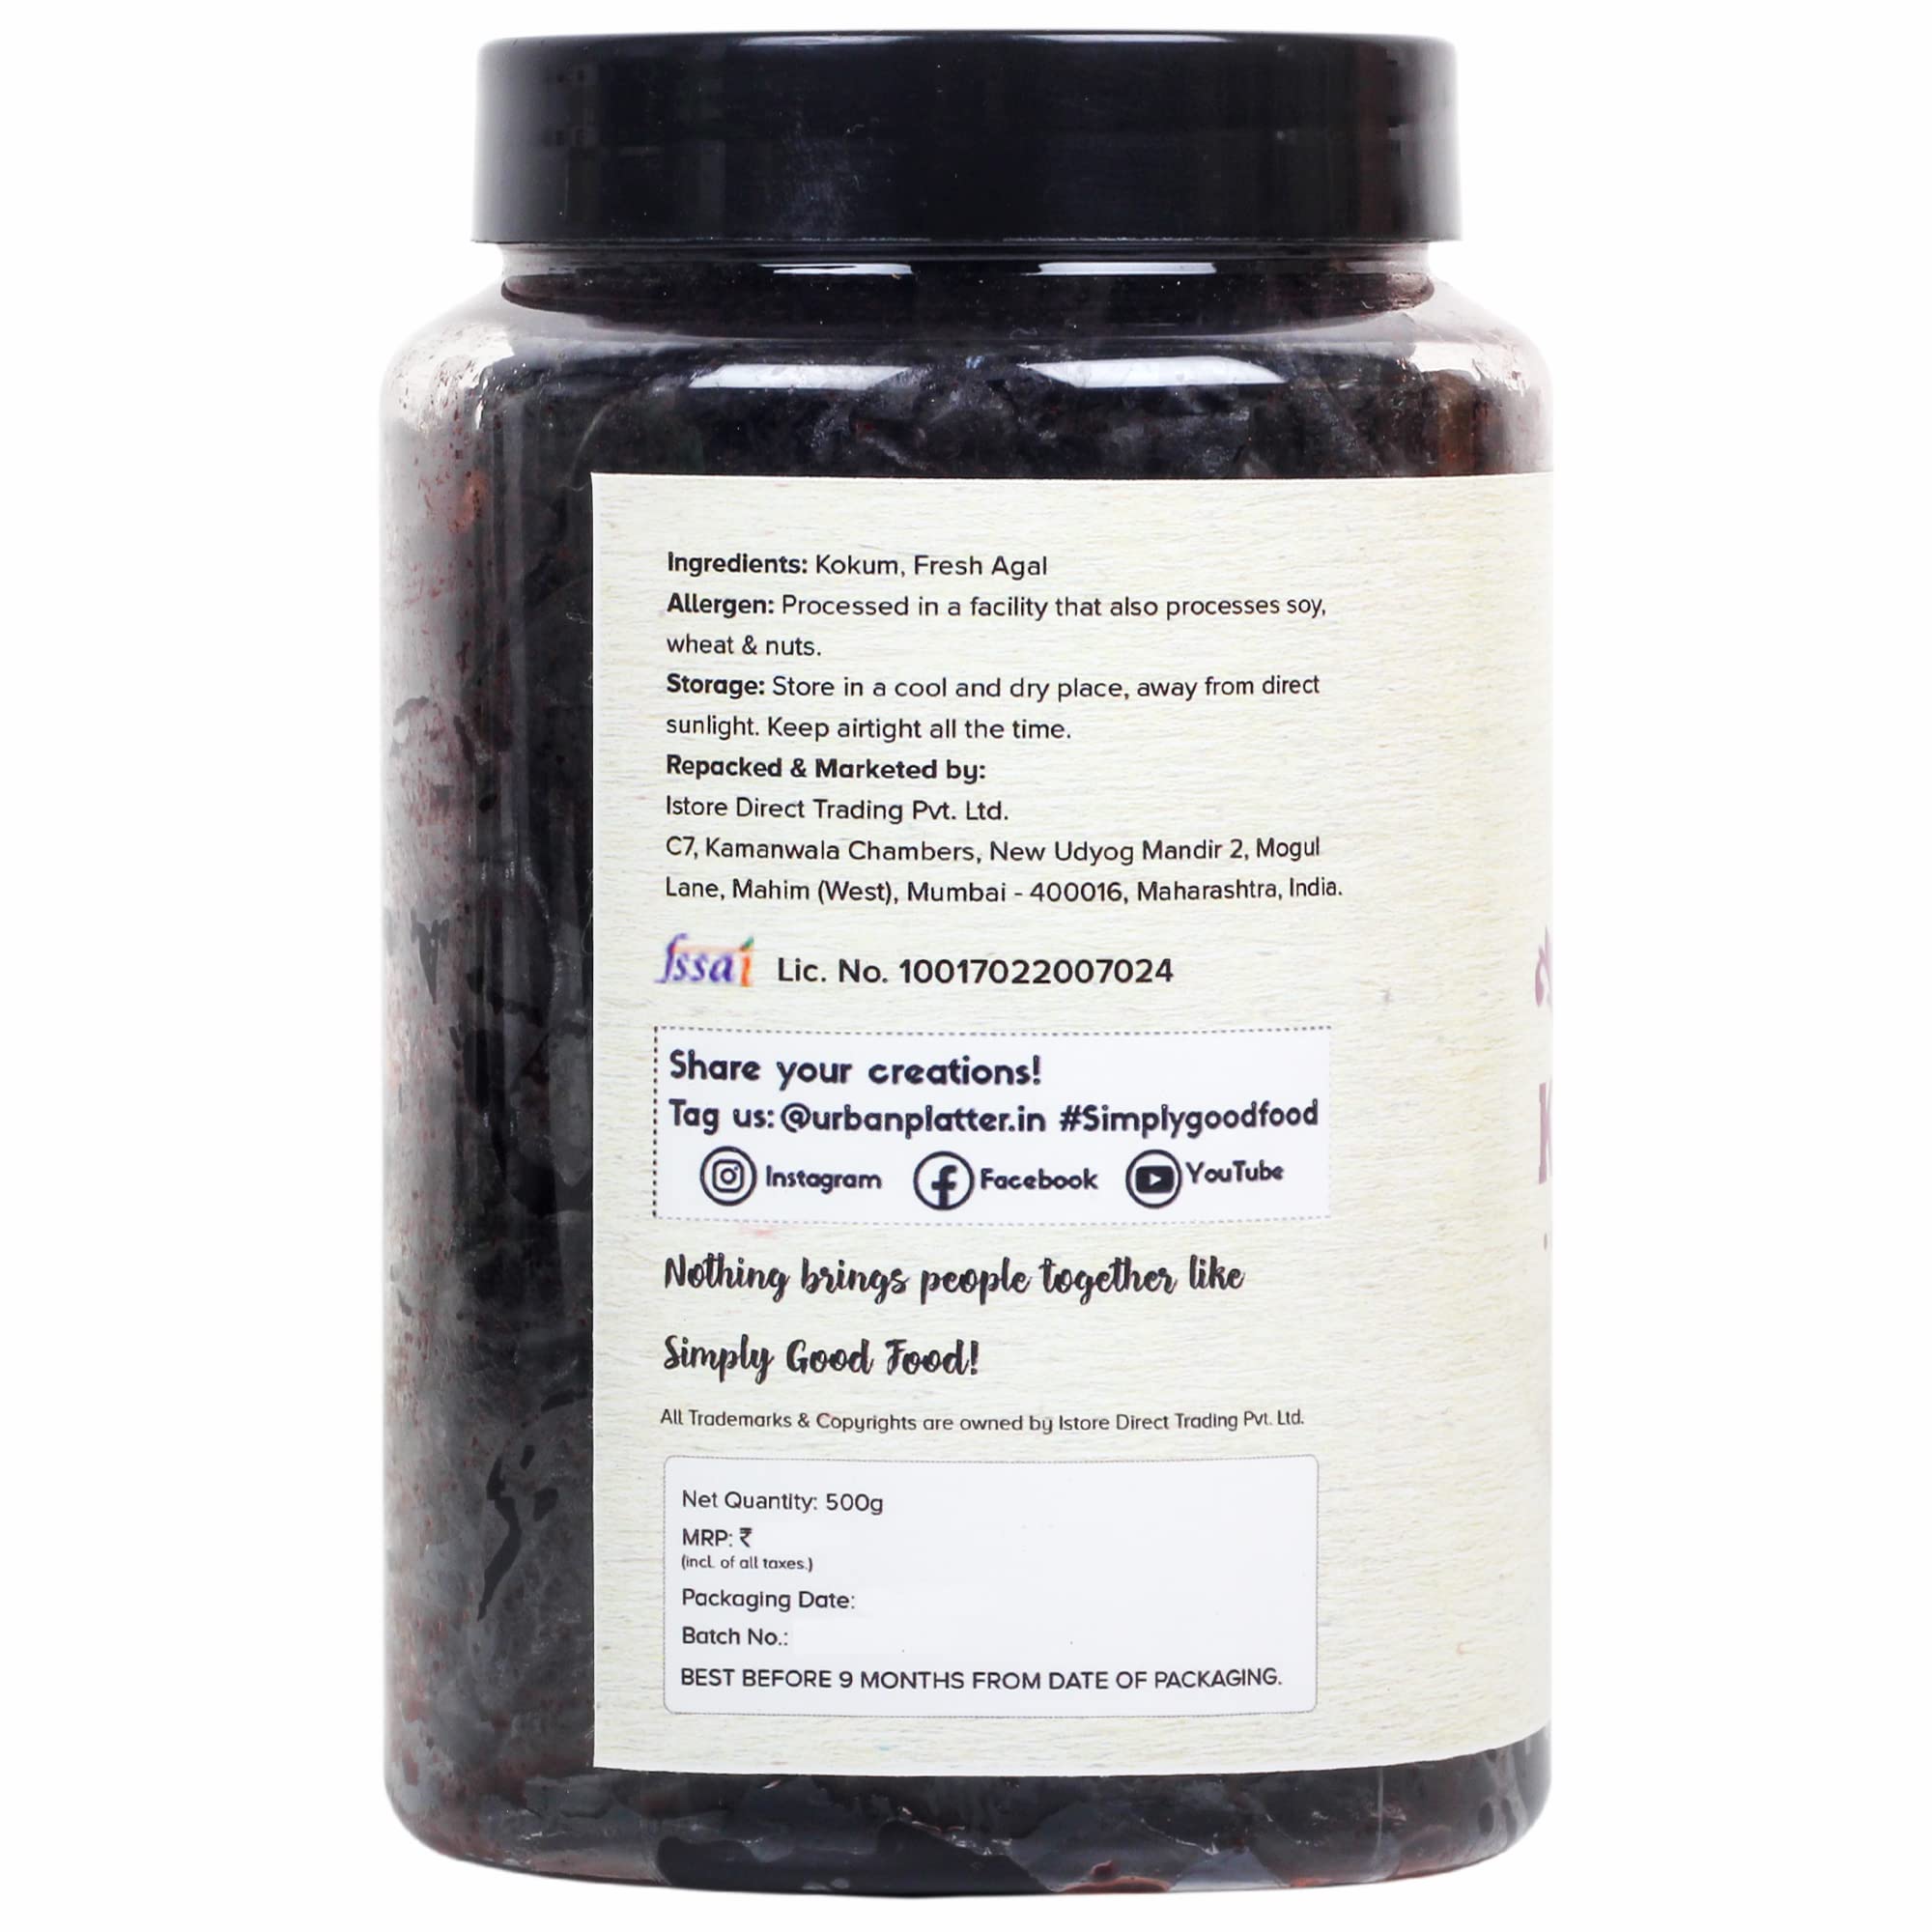 Ingredients: Kokum, Fresh Agal
Allergen: Processed in a facility that also processes soy,
wheat & nuts.
Storage: Store in a cool and dry place, away from direct
sunlight. Keep airtight all the time.
Repacked & Marketed by:
Istore Direct Trading Pvt. Ltd.
C7, Kamanwala Chambers, New Udyog Mandir 2, Mogul
Lane, Mahim (West), Mumbai - 400016, Maharashtra, India.
fssai Lic. No. 10017022007024
Share your creations!
Tag us: @urbanplatter.in #Simplygoodfood
Instagram Facebook YouTube
Nothing brings people together like
Simply Good Food!
All Trademarks & Copyrights are owned by Istore Direct Trading Pvt. Ltd.
Net Quantity: 500g
MRP: ₹
(incl. of all taxes.)
Packaging Date:
Batch No.:
BEST BEFORE 9 MONTHS FROM DATE OF PACKAGING.